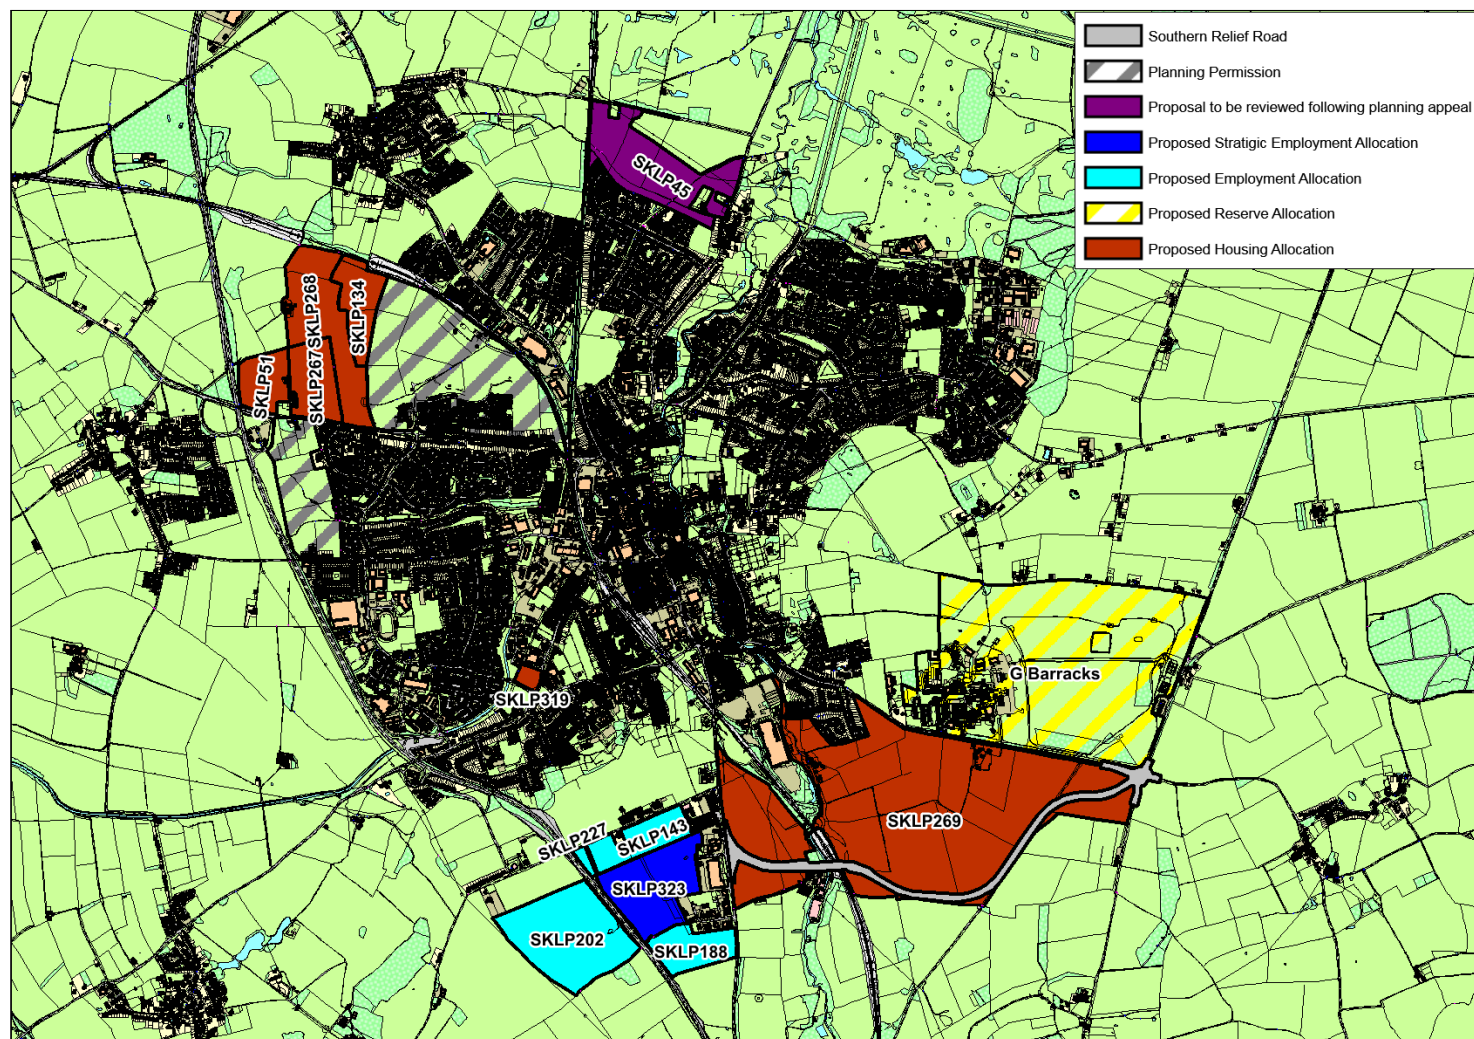 Southern Relief Road
Planning Permission
Proposal to be reviewed following planning appeal
Proposed Stratigic Employment Allocation
Proposed Employment Allocation
Proposed Reserve Allocation
Proposed Housing Allocation
SKLP45
SKLP268
SKLP134
SKLP267
SKLP51
G Barracks
SKLP319
SKLP269
SKLP227
SKLP143
SKLP323
SKLP202
SKLP188